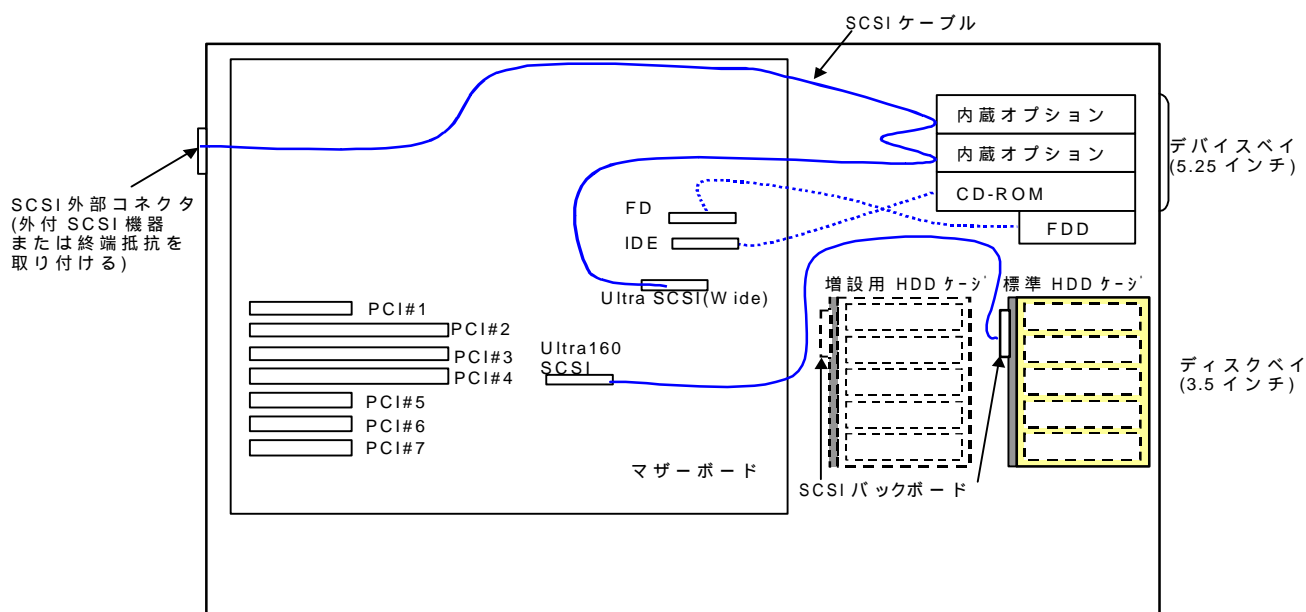 SCSI ケーブル
内蔵オプション
内蔵オプション
CD-ROM
FDD
デバイスベイ
(5.25 インチ)
SCSI 外部コネクタ
(外付 SCSI 機器
または終端抵抗を
取り付ける)
FD
IDE
Ultra SCSI(Wide)
増設用 HDD ケージ
標準 HDD ケージ
PCI#1
PCI#2
PCI#3
PCI#4
PCI#5
PCI#6
PCI#7
Ultra160
SCSI
ディスクベイ
(3.5 インチ)
マザーボード
SCSI バックボード